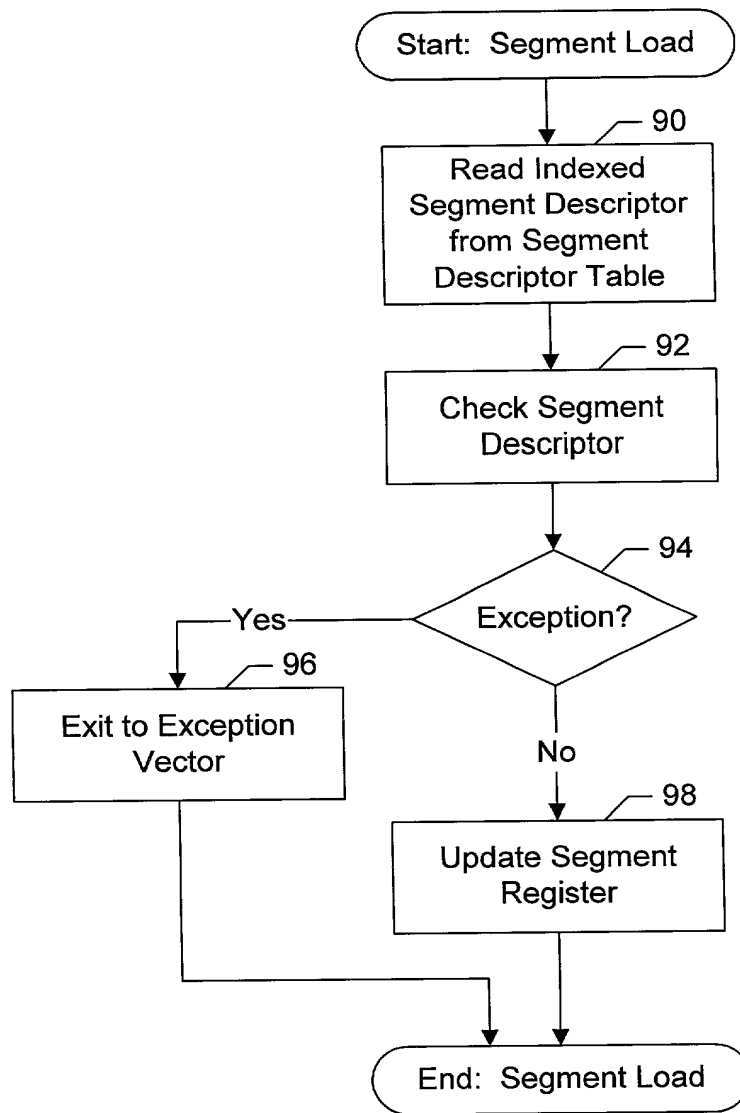 Start: Segment Load
90
Read Indexed
Segment Descriptor
from Segment
Descriptor Table
92
Check Segment
Descriptor
94
Exception?
Yes
96
Exit to Exception
Vector
No
98
Update Segment
Register
End: Segment Load